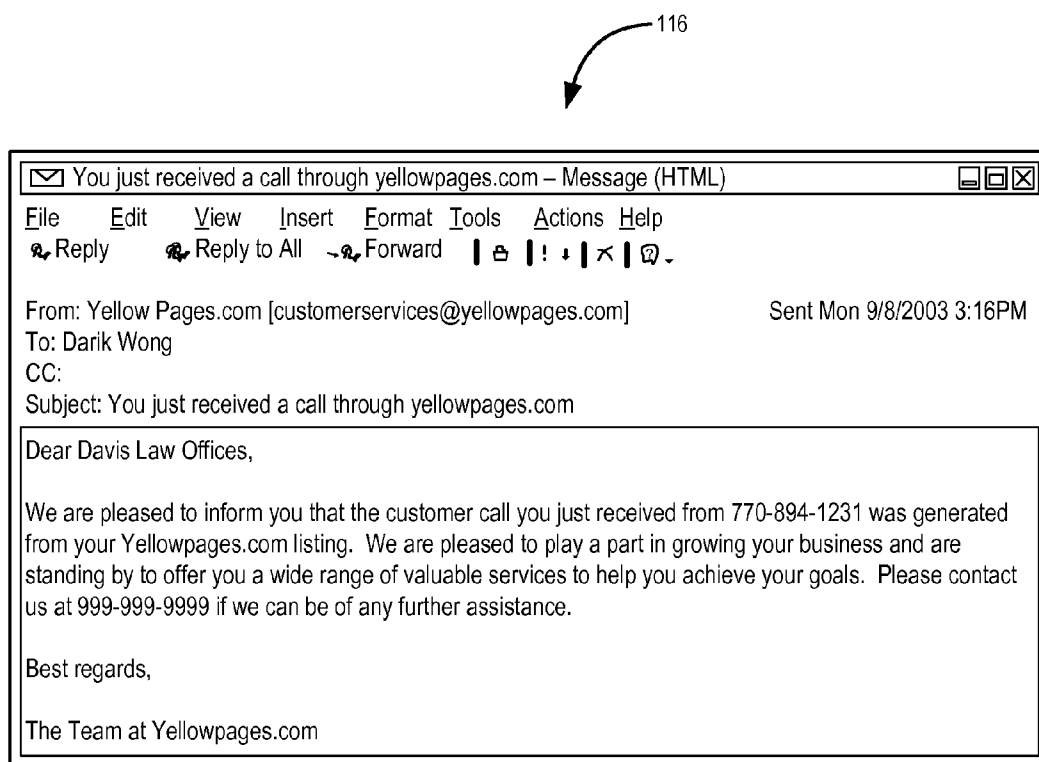 116
You just received a call through yellowpages.com – Message (HTML)
File Edit View Insert Format Tools Actions Help
Reply Reply to All Forward
From: Yellow Pages.com [customerservices@yellowpages.com] Sent Mon 9/8/2003 3:16PM
To: Darik Wong
CC:
Subject: You just received a call through yellowpages.com
Dear Davis Law Offices,
We are pleased to inform you that the customer call you just received from 770-894-1231 was generated
from your Yellowpages.com listing. We are pleased to play a part in growing your business and are
standing by to offer you a wide range of valuable services to help you achieve your goals. Please contact
us at 999-999-9999 if we can be of any further assistance.
Best regards,
The Team at Yellowpages.com